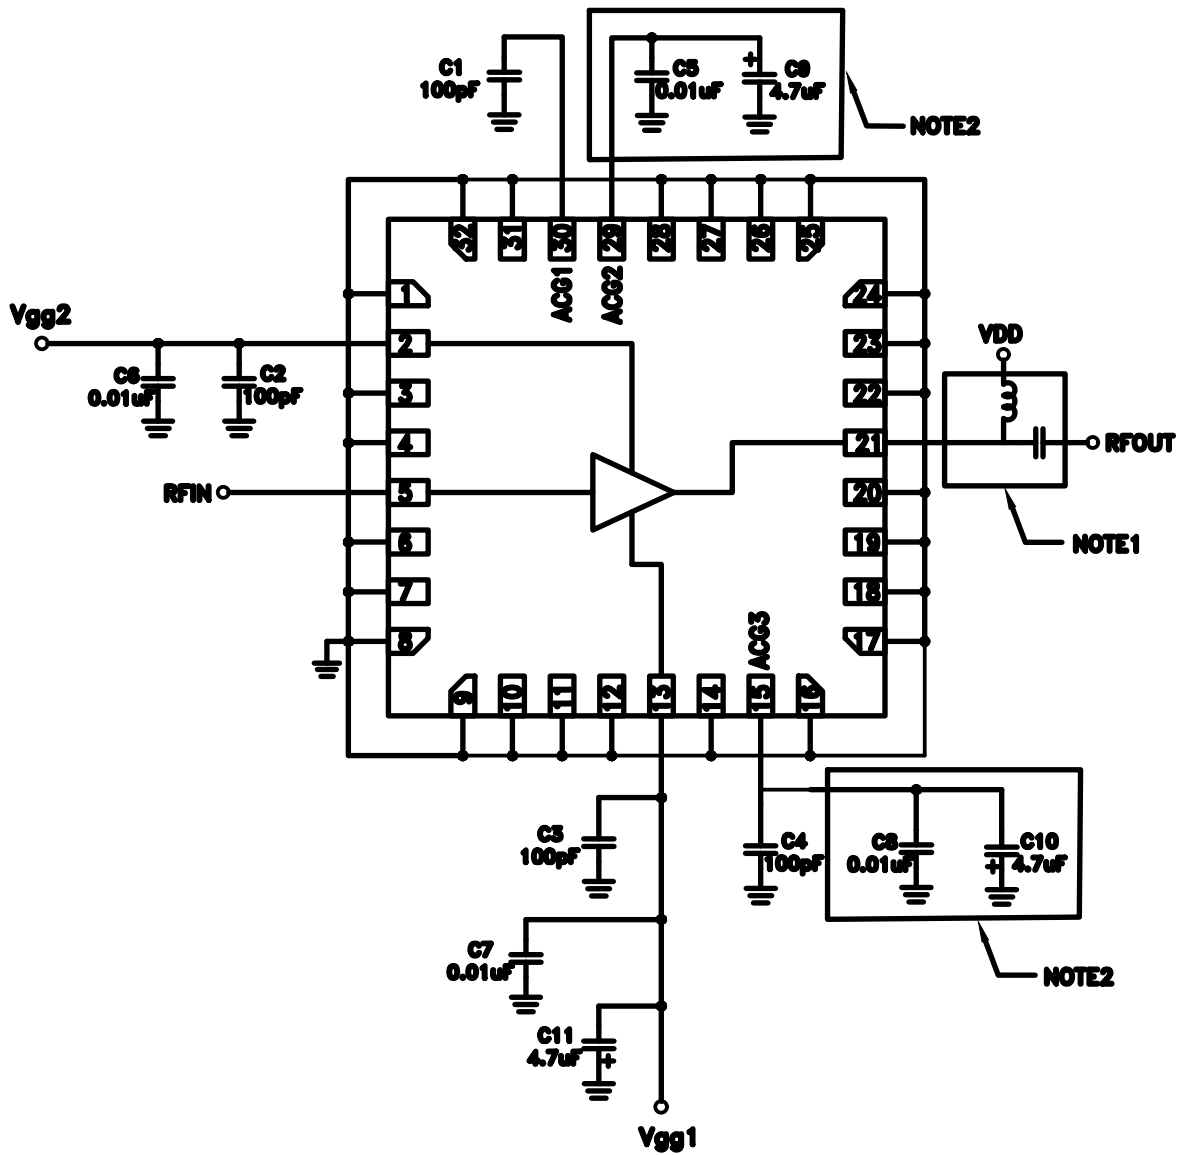 C1
100pF
C5
0.01uF
+
C9
4.7uF
NOTE2
32
31
30
29
28
27
26
25
ACG1
ACG2
Vgg2
C6
0.01uF
C2
100pF
RFIN
1
2
3
4
5
6
7
8
24
23
22
21
20
19
18
17
VDD
RFOUT
NOTE1
ACG3
9
10
11
12
13
14
15
16
C3
100pF
C4
100pF
C8
0.01uF
C10
+
4.7uF
NOTE2
C7
0.01uF
C11
4.7uF
+
Vgg1